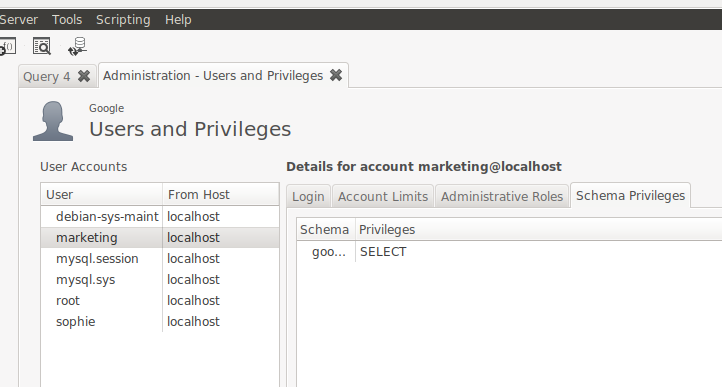 Server Tools Scripting Help
Query 4 Administration - Users and Privileges
Google
Users and Privileges
User Accounts
Details for account marketing@localhost
Login Account Limits Administrative Roles Schema Privileges
User From Host
debian-sys-maint localhost
marketing localhost
mysql.session localhost
mysql.sys localhost
root localhost
sophie localhost
Schema Privileges
goo... SELECT